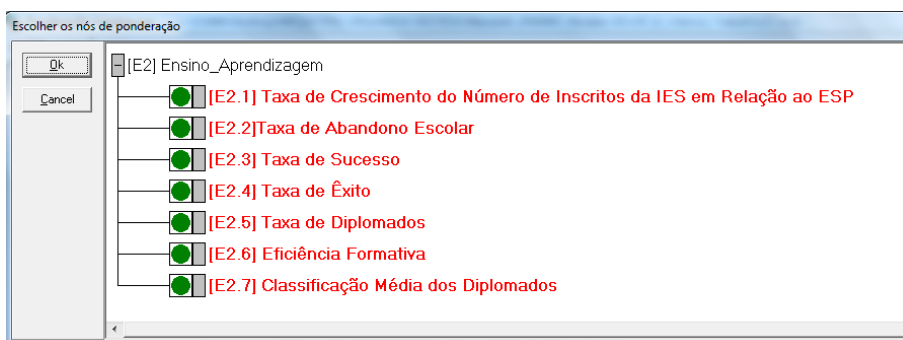 Escolher os nós de ponderação
Ok
Cancel
[E2] Ensino_Aprendizagem
[E2.1] Taxa de Crescimento do Número de Inscritos da IES em Relação ao ESP
[E2.2]Taxa de Abandono Escolar
[E2.3] Taxa de Sucesso
[E2.4] Taxa de Êxito
[E2.5] Taxa de Diplomados
[E2.6] Eficiência Formativa
[E2.7] Classificação Média dos Diplomados